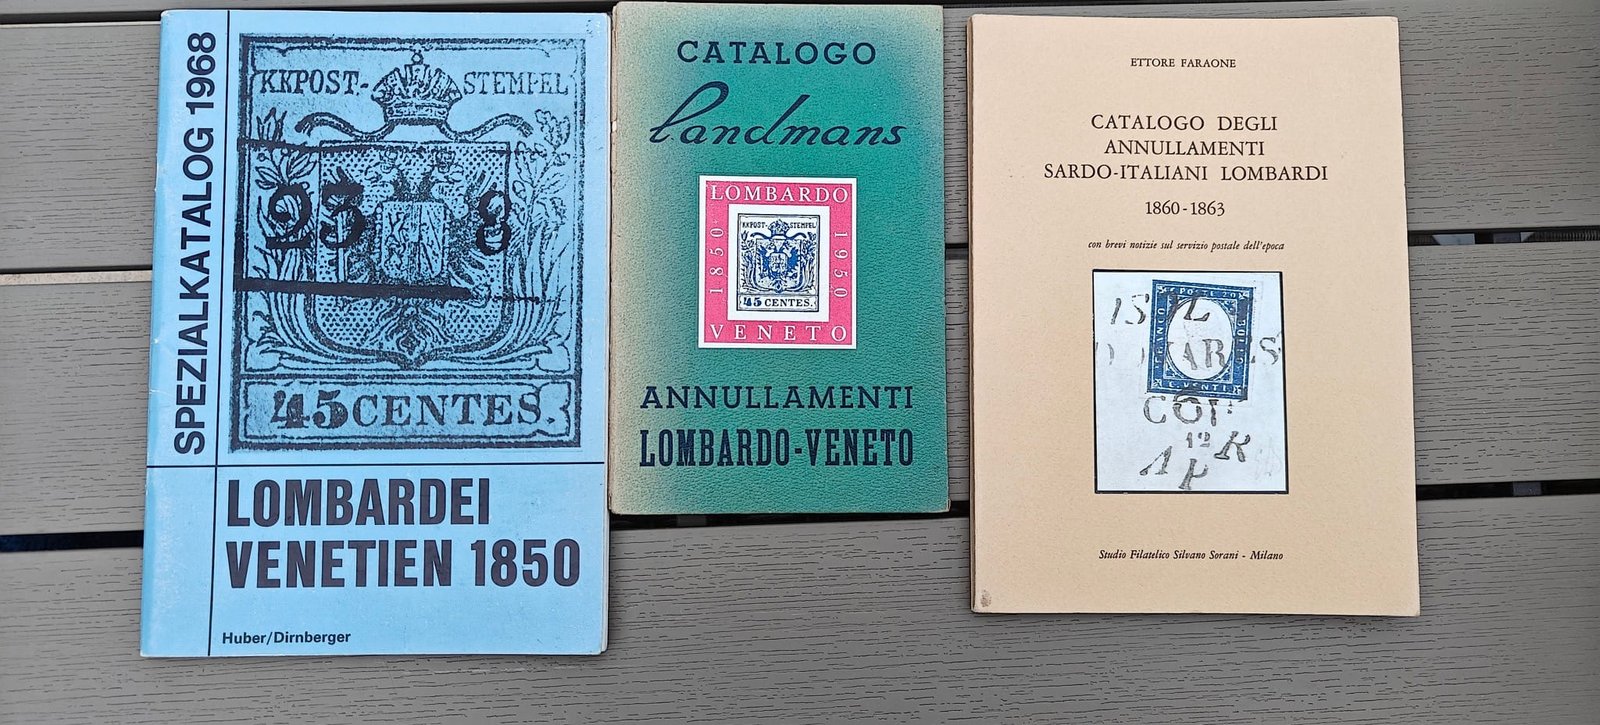 SPEZIALKATALOG 1968
KKPOST.- STEMPEL
23 8
45 CENTES.
LOMBARDEI
VENETIEN 1850
Huber/Dirnberger
CATALOGO
landmans
LOMBARDO
1850
1950
KKPOST- STEMPEL
45 CENTES.
VENETO
ANNULLAMENTI
LOMBARDO-VENETO
ETTORE FARAONE
CATALOGO DEGLI
ANNULLAMENTI
SARDO-ITALIANI LOMBARDI
1860-1863
con brevi notizie sul servizio postale dell'epoca
C. VENTI
Studio Filatelico Silvano Sorani - Milano